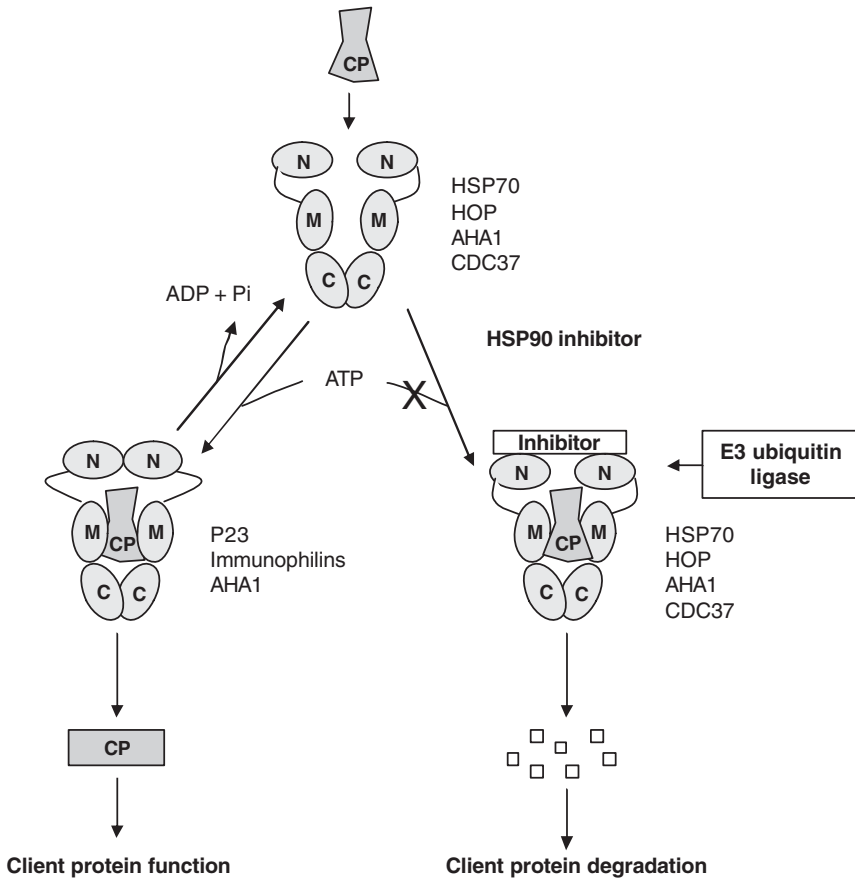 CP
N N
M M
C C
HSP70
HOP
AHA1
CDC37
ADP + Pi
HSP90 inhibitor
ATP
X
Inhibitor
E3 ubiquitin
ligase
N N
M CP M
C C
P23
Immunophilins
AHA1
N N
M CP M
C C
HSP70
HOP
AHA1
CDC37
CP
Client protein function
Client protein degradation